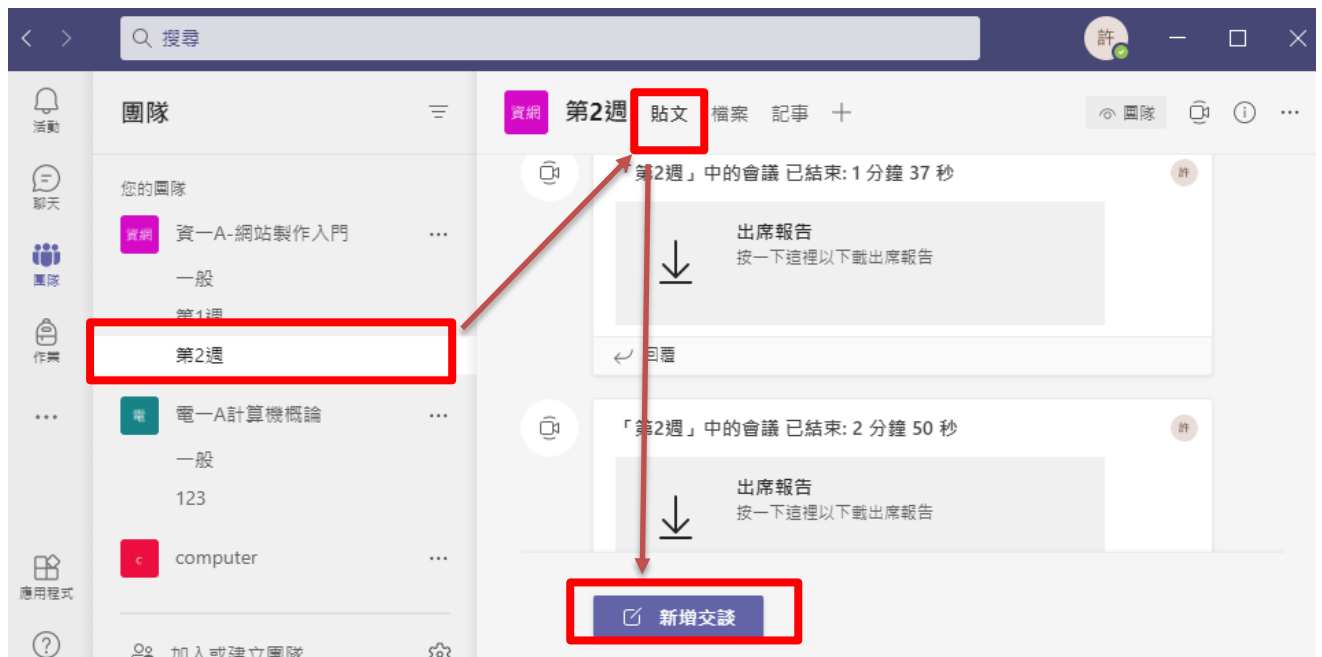 搜尋
許
活動
聊天
團隊
作業
應用程式
團隊
您的團隊
資網 資一A-網站製作入門
一般
第1週
第2週
電 電一A計算機概論
一般
123
c computer
加入或建立團隊
資網 第2週 貼文 檔案 記事
團隊
「第2週」中的會議 已結束: 1 分鐘 37 秒
許
出席報告
按一下這裡以下載出席報告
回覆
「第2週」中的會議 已結束: 2 分鐘 50 秒
許
出席報告
按一下這裡以下載出席報告
新增交談